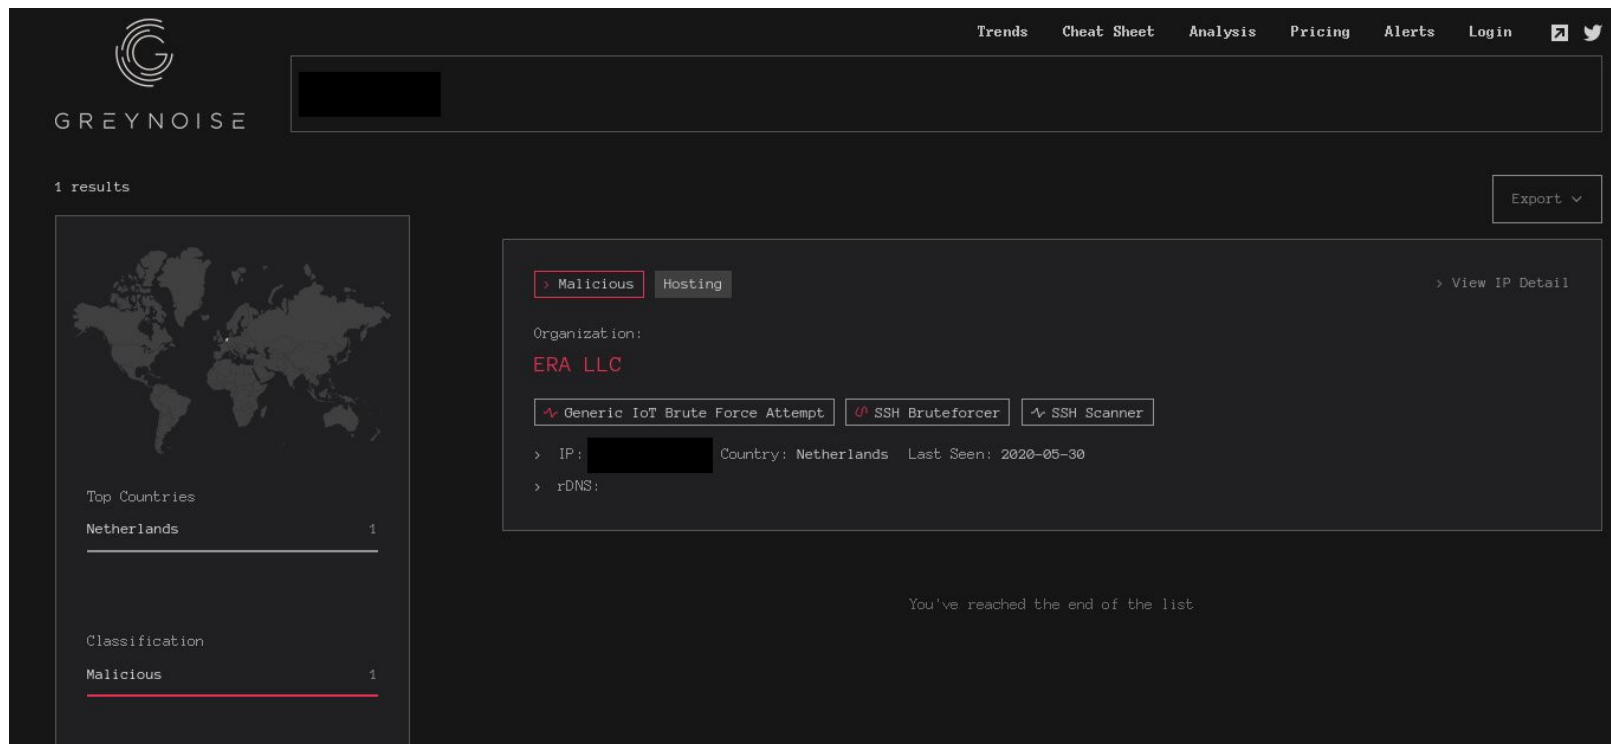 Trends Cheat Sheet Analysis Pricing Alerts Login
GREYNOISE
1 results
Export
Malicious Hosting
> View IP Detail
Organization:
ERA LLC
Generic IoT Brute Force Attempt SSH Bruteforcer SSH Scanner
> IP: Country: Netherlands Last Seen: 2020-05-30
> rDNS:
Top Countries
Netherlands 1
You've reached the end of the list
Classification
Malicious 1